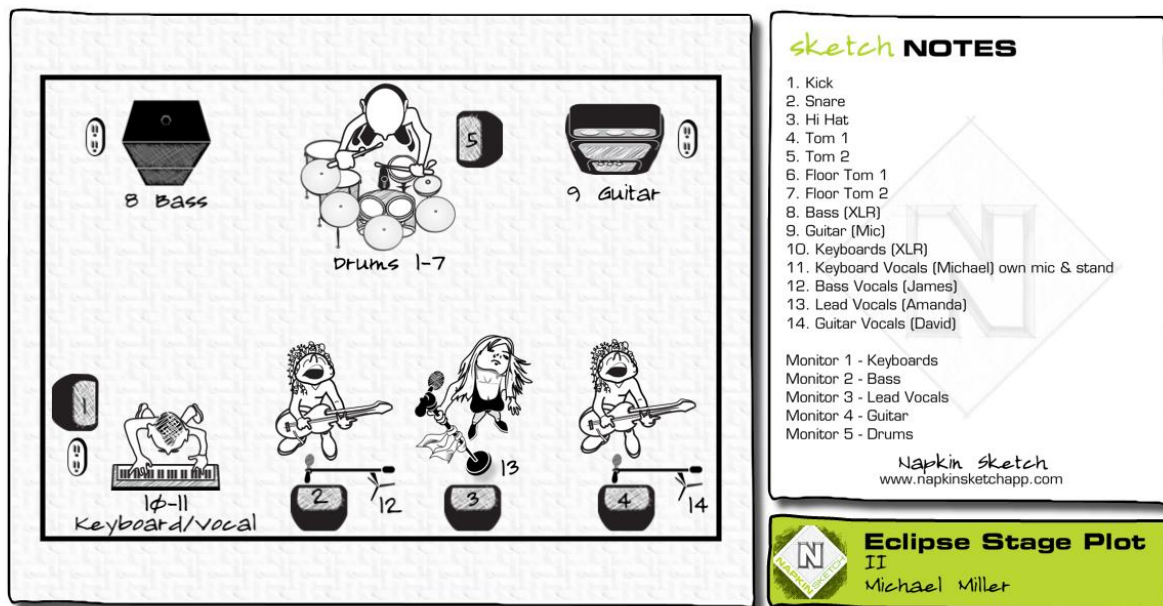 5
8 Bass
9 Guitar
Drums 1-7
1
10-11
Keyboard/Vocal
2
12
3
13
4
14
sketch NOTES
1. Kick
2. Snare
3. Hi Hat
4. Tom 1
5. Tom 2
6. Floor Tom 1
7. Floor Tom 2
8. Bass (XLR)
9. Guitar (Mic)
10. Keyboards (XLR)
11. Keyboard Vocals (Michael) own mic & stand
12. Bass Vocals (James)
13. Lead Vocals (Amanda)
14. Guitar Vocals (David)
Monitor 1 - Keyboards
Monitor 2 - Bass
Monitor 3 - Lead Vocals
Monitor 4 - Guitar
Monitor 5 - Drums
Napkin Sketch
www.napkinsketchapp.com
N
NAPKIN SKETCH
Eclipse Stage Plot
II
Michael Miller